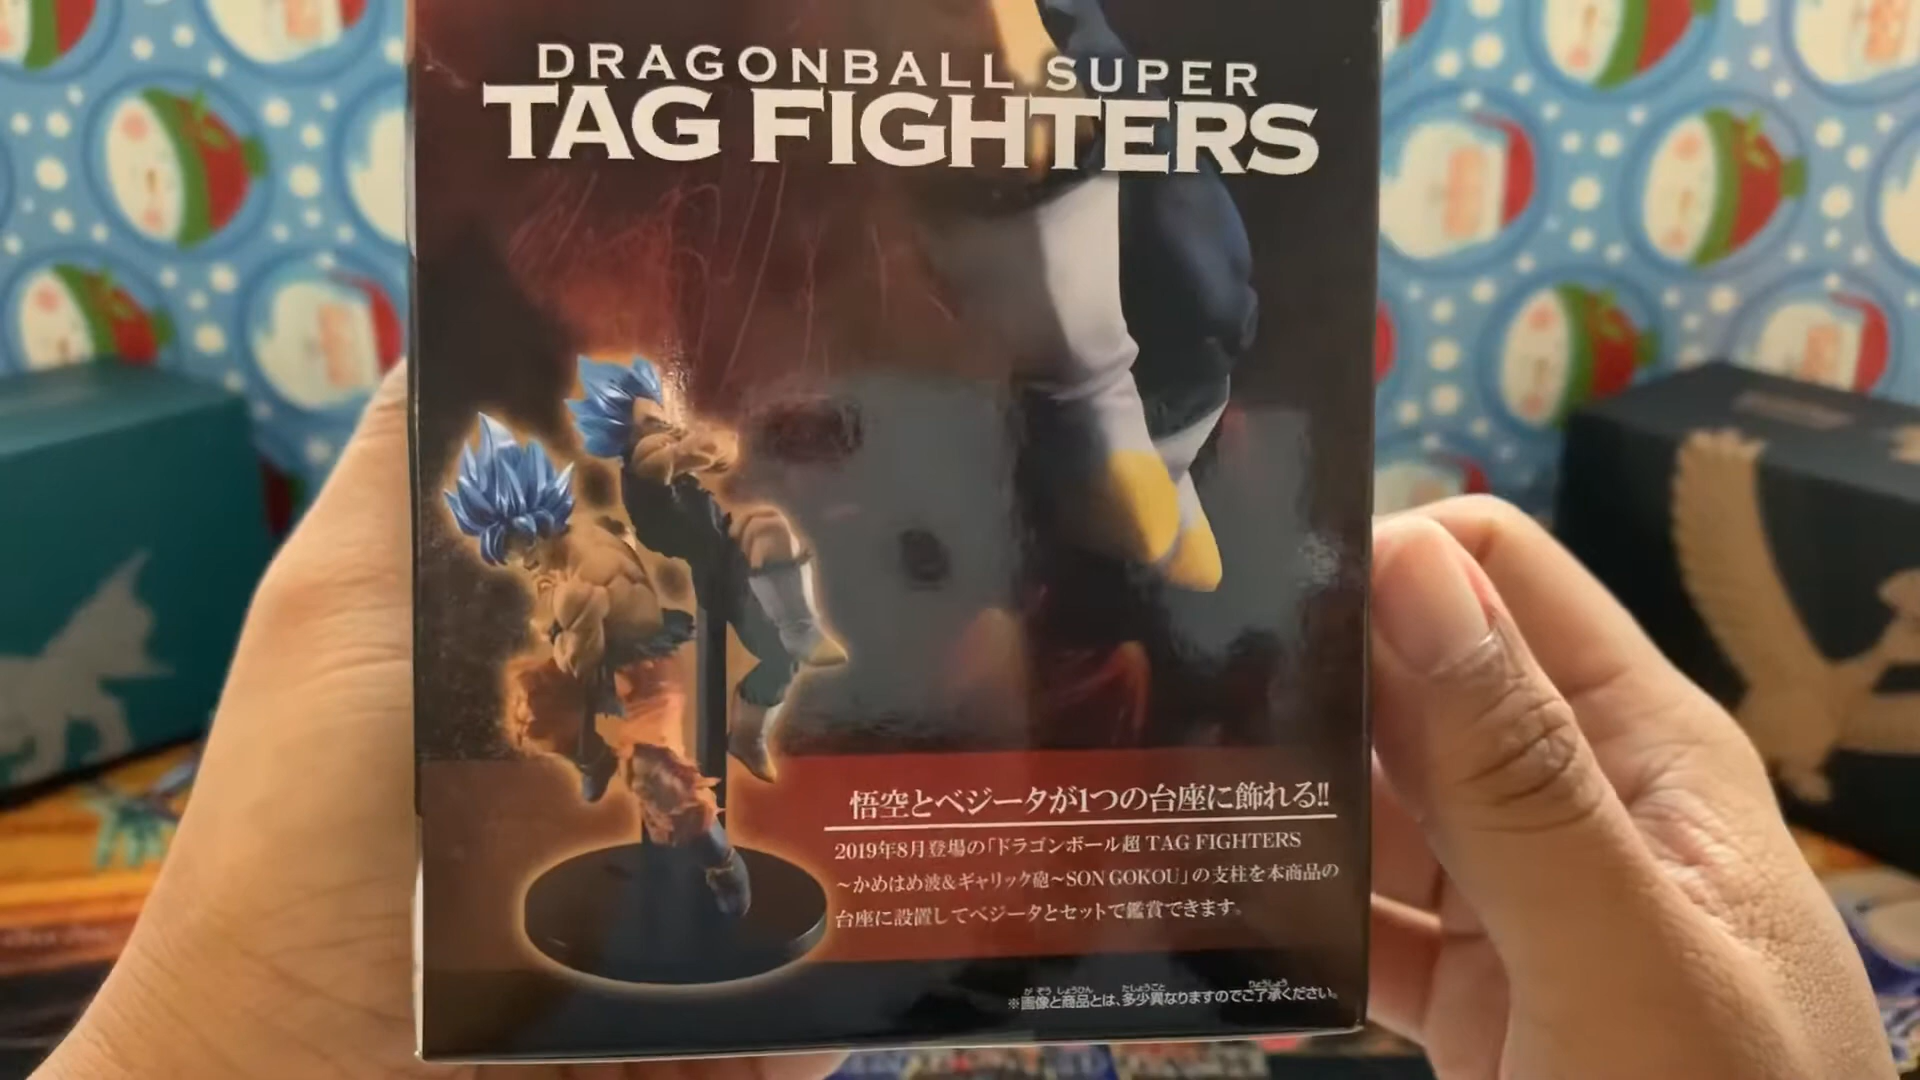 DRAGONBALL SUPER
TAG FIGHTERS
悟空とベジータが1つの台座に飾れる!!
2019年8月登場の「ドラゴンボール超 TAG FIGHTERS
～かめはめ波&ギャリック砲～SON GOKOU」の支柱を本商品の
台座に設置してベジータとセットで鑑賞できます。
※画像と商品とは、多少異なりますのでご了承ください。